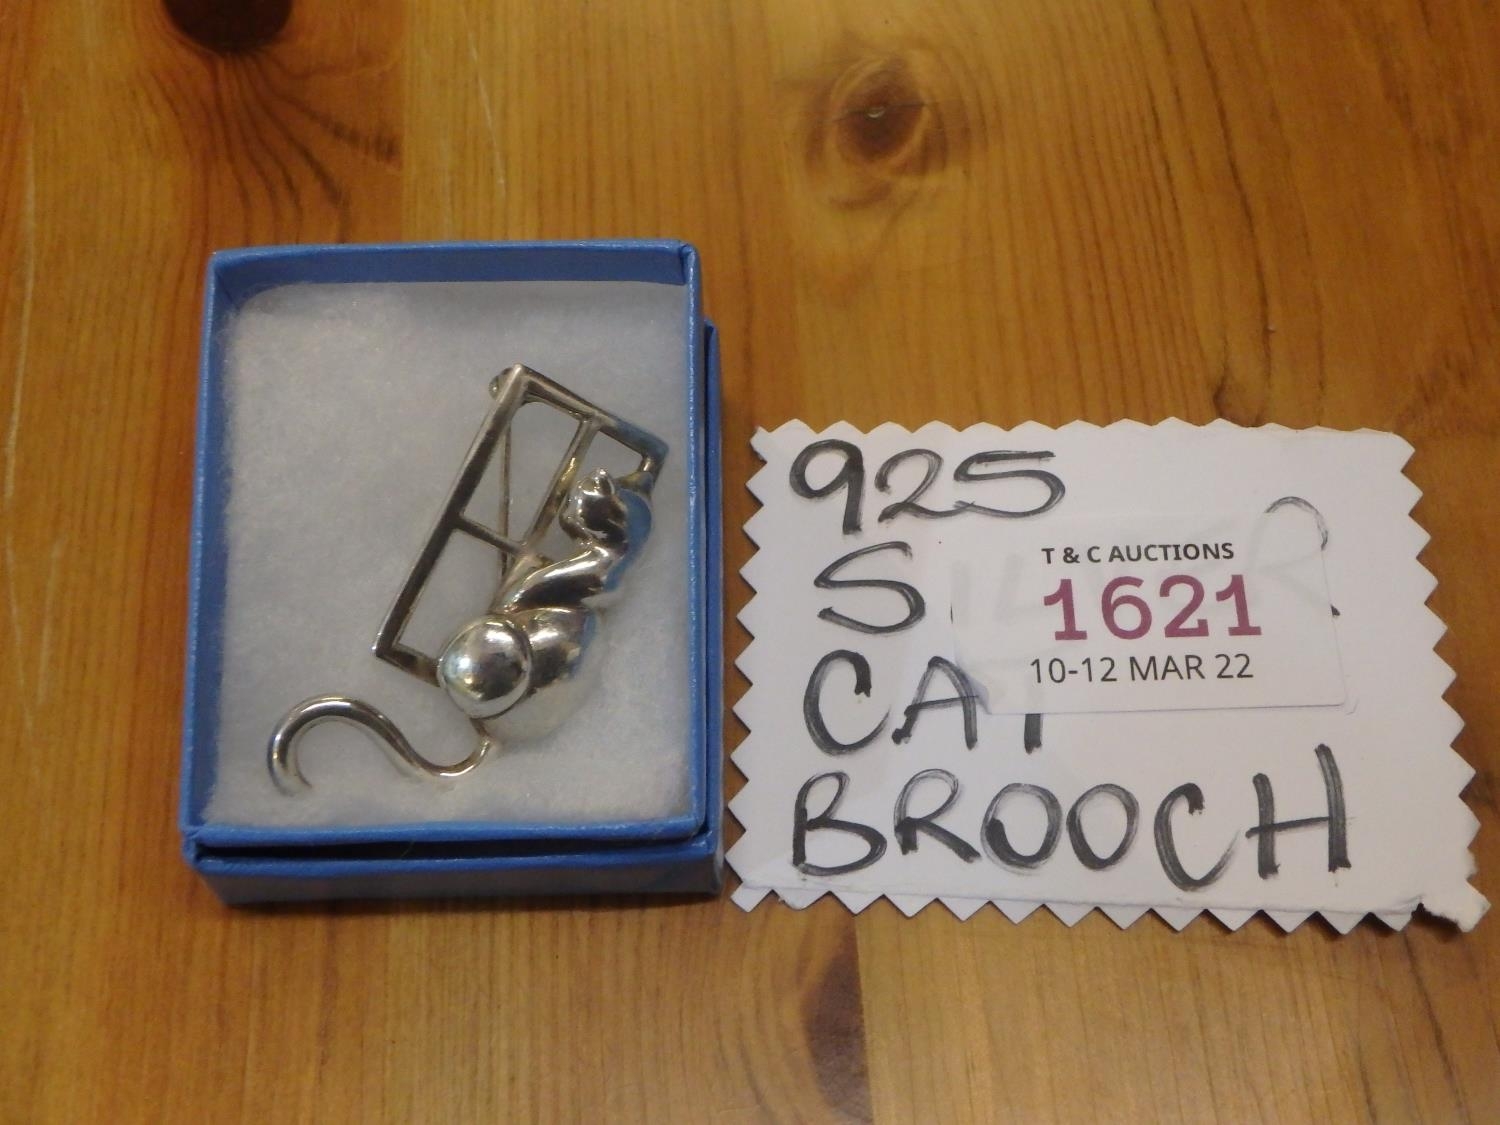 925
S
CAT
BROOCH
T & C AUCTIONS
1621
10-12 MAR 22